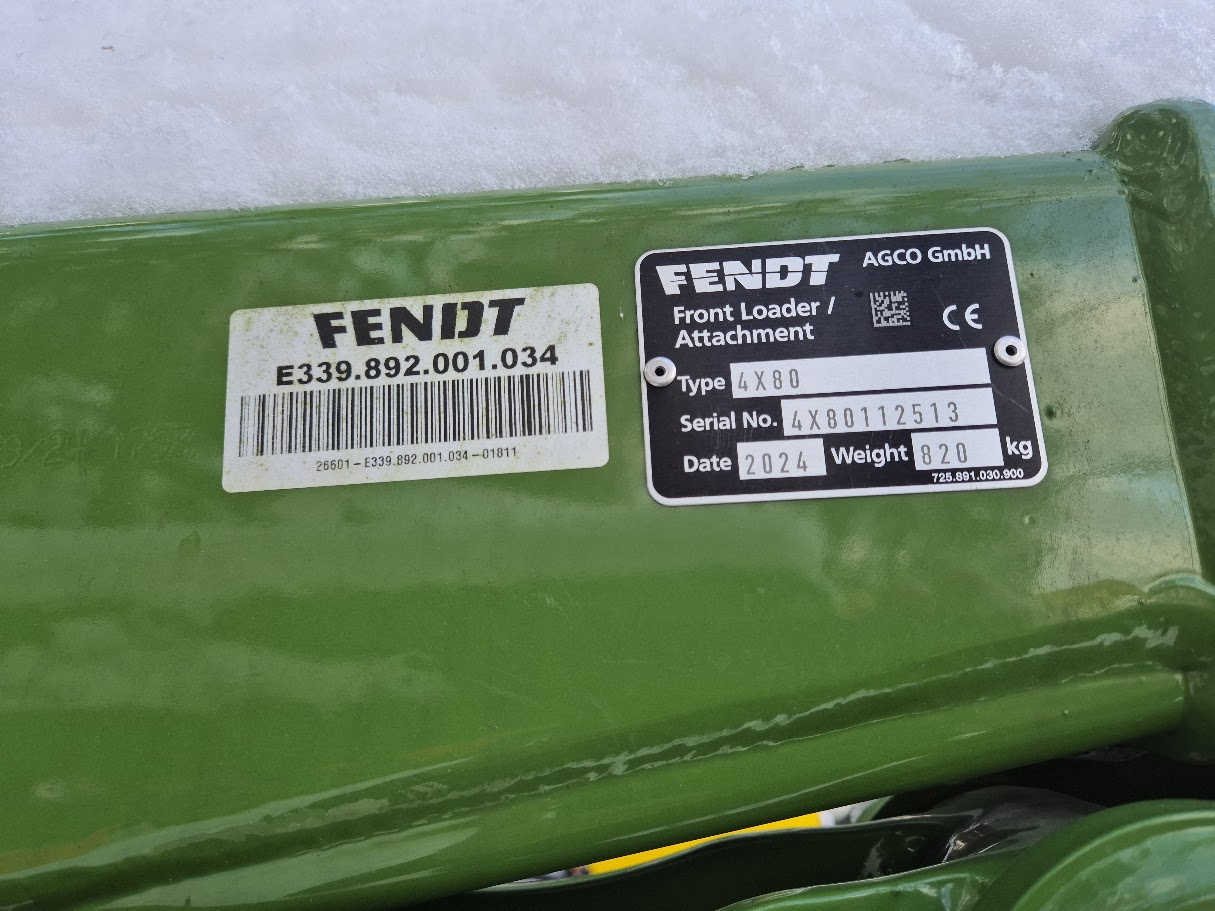 FENDT
E339.892.001.034
26601-E339.892.001.034-01811
FENDT AGCO GmbH
Front Loader /
Attachment
CE
Type 4X80
Serial No. 4X80112513
Date 2024 Weight 820 kg
725.891.030.900